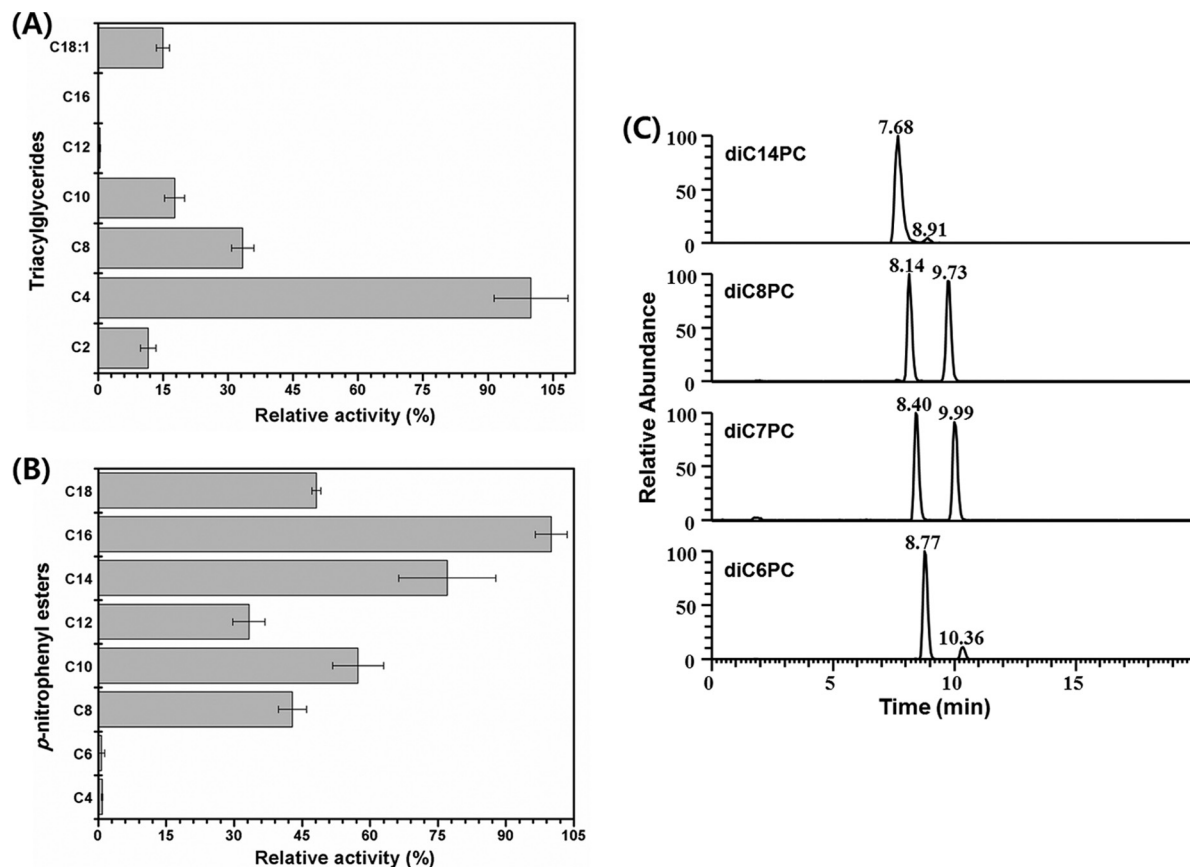 (A)
Triacylglycerides
C18:1
C16
C12
C10
C8
C4
C2
0 15 30 45 60 75 90 105
Relative activity (%)
(B)
p-nitrophenyl esters
C18
C16
C14
C12
C10
C8
C6
C4
0 15 30 45 60 75 90 105
Relative activity (%)
(C)
Relative Abundance
100
50
0
diC14PC
7.68
8.91
100
50
0
diC8PC
8.14 9.73
100
50
0
diC7PC
8.40 9.99
100
50
0
diC6PC
8.77
10.36
0 5 10 15
Time (min)